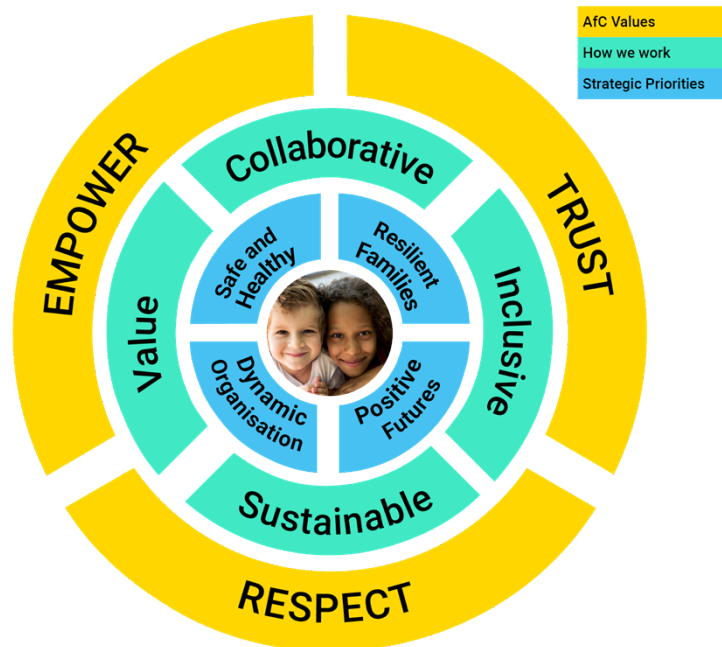 AfC Values
How we work
Strategic Priorities
EMPOWER
TRUST
RESPECT
Collaborative
Inclusive
Sustainable
Value
Safe and
Healthy
Resilient
Families
Positive
Futures
Dynamic
Organisation